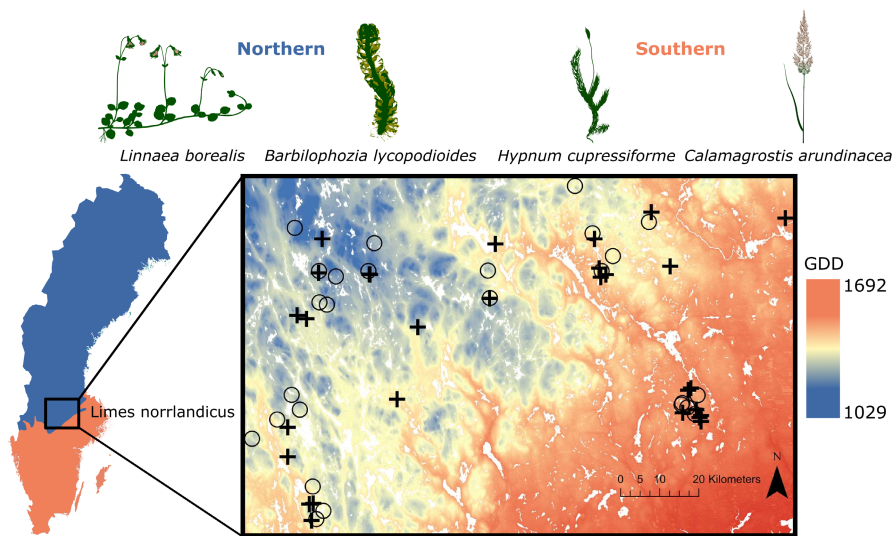 Northern Southern
Linnaea borealis Barbilophozia lycopodioides Hypnum cupressiforme Calamagrostis arundinacea
GDD
1692
1029
Limes norrlandicus
N
0 5 10 20 Kilometers